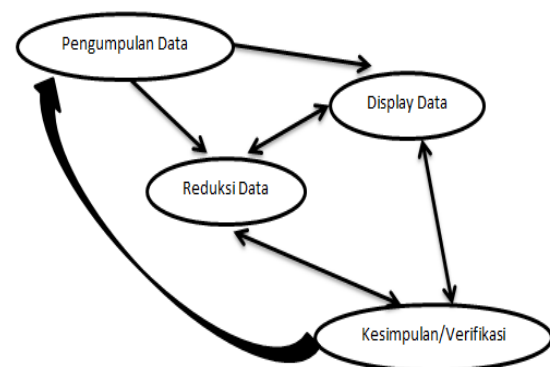 Pengumpulan Data
Display Data
Reduksi Data
Kesimpulan/Verifikasi